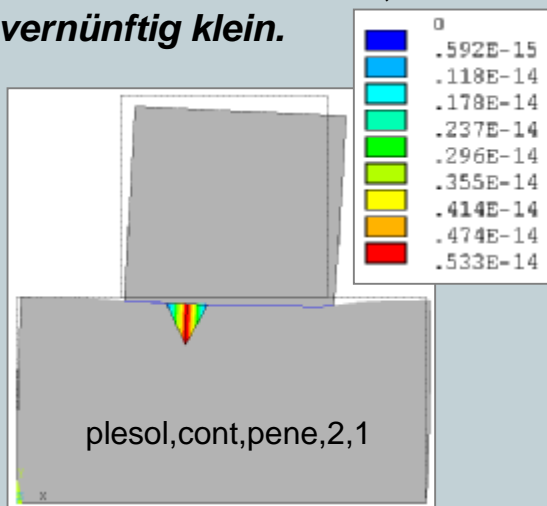 vernünftig klein.
0
.592E-15
.118E-14
.178E-14
.237E-14
.296E-14
.355E-14
.414E-14
.474E-14
.533E-14
plesol,cont,pene,2,1
X